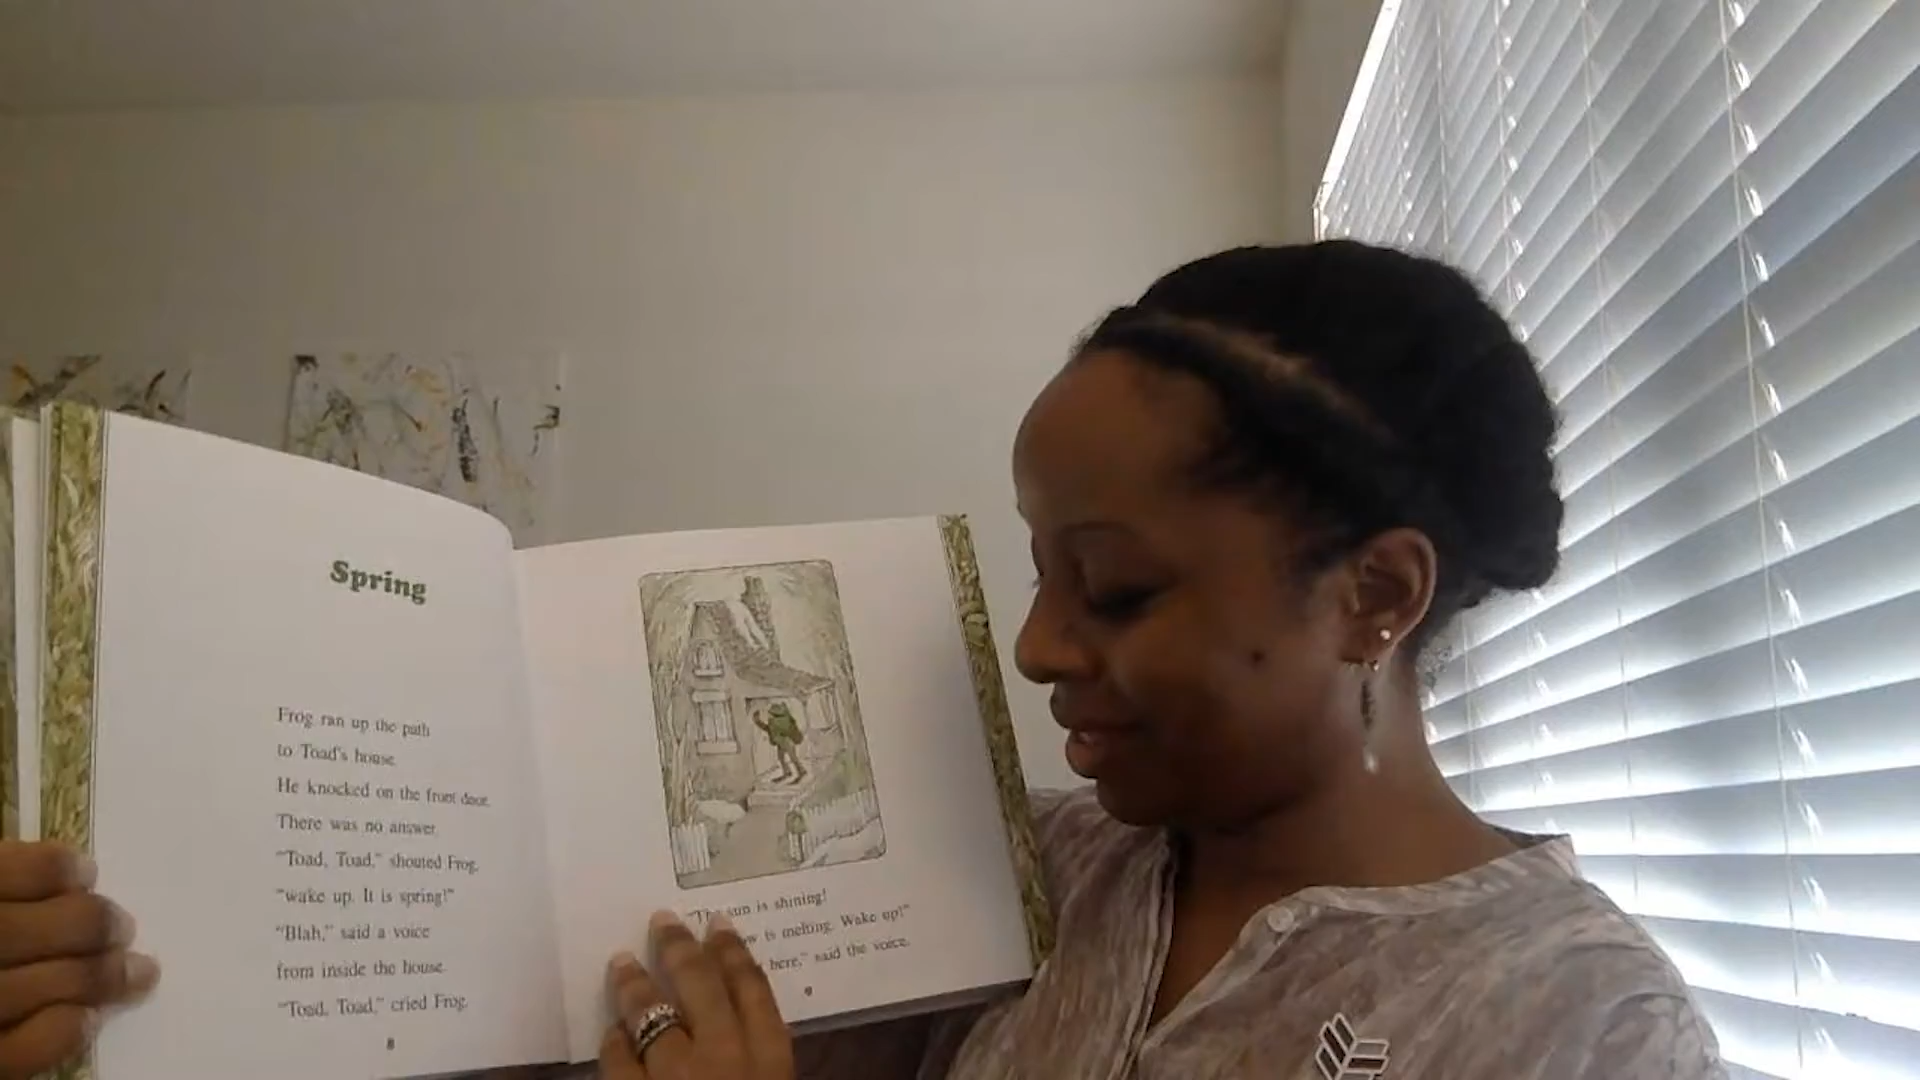 Spring
Frog ran up the path
to Toad's house.
He knocked on the front door.
There was no answer.
"Toad, Toad," shouted Frog,
"wake up. It is spring!"
"Blah," said a voice
from inside the house.
"Toad, Toad," cried Frog.
8
"The sun is shining!
is melting. Wake up!"
here," said the voice.
9